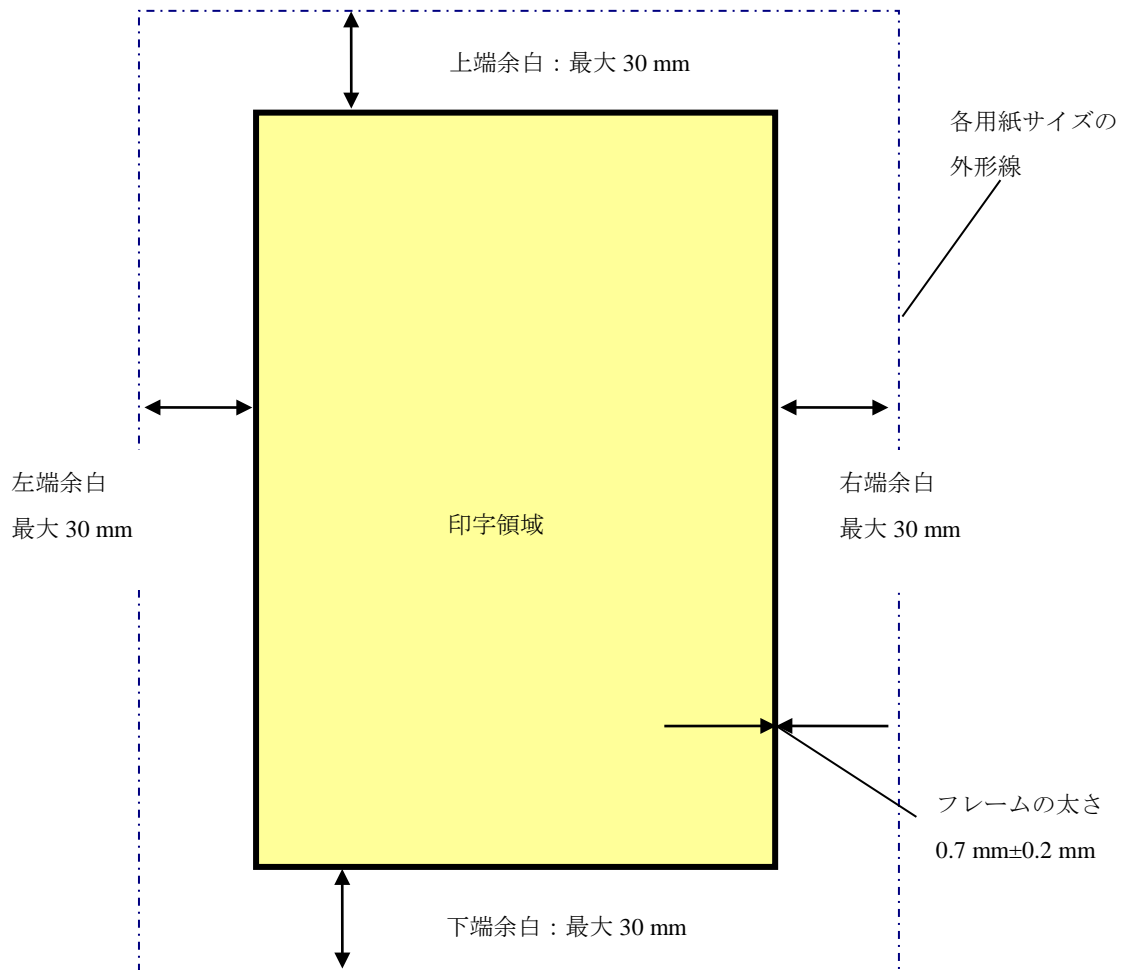 上端余白：最大 30 mm
各用紙サイズの
外形線
左端余白
最大 30 mm
印字領域
右端余白
最大 30 mm
フレームの太さ
0.7 mm±0.2 mm
下端余白：最大 30 mm